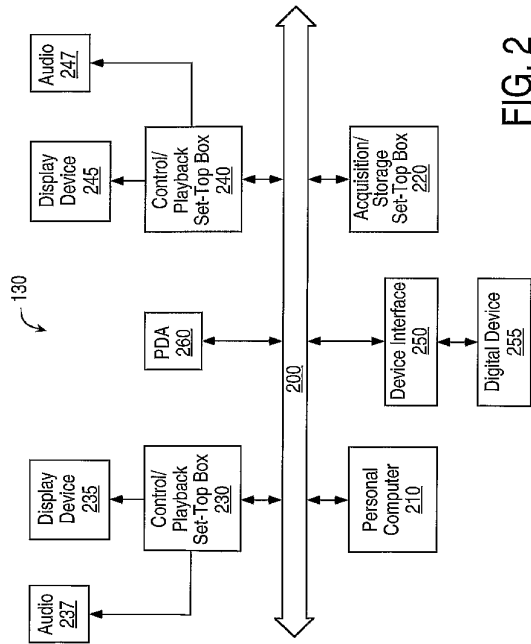 130
Audio
237
Display
Device
235
Control/
Playback
Set-Top Box
230
PDA
260
Display
Device
245
Audio
247
Control/
Playback
Set-Top Box
240
200
Personal
Computer
210
Device Interface
250
Digital Device
255
Acquisition/
Storage
Set-Top Box
220
FIG. 2